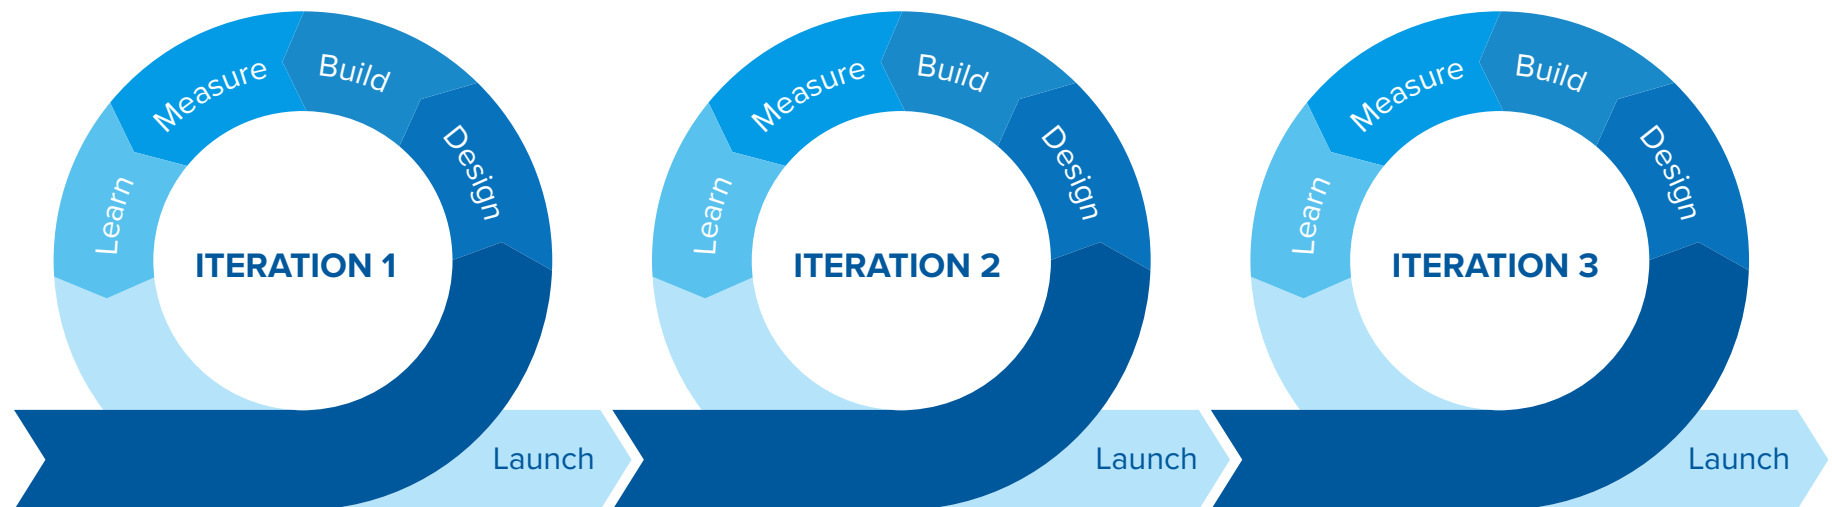 Measure
Build
Design
Learn
ITERATION 1
Launch
Measure
Build
Design
Learn
ITERATION 2
Launch
Measure
Build
Design
Learn
ITERATION 3
Launch